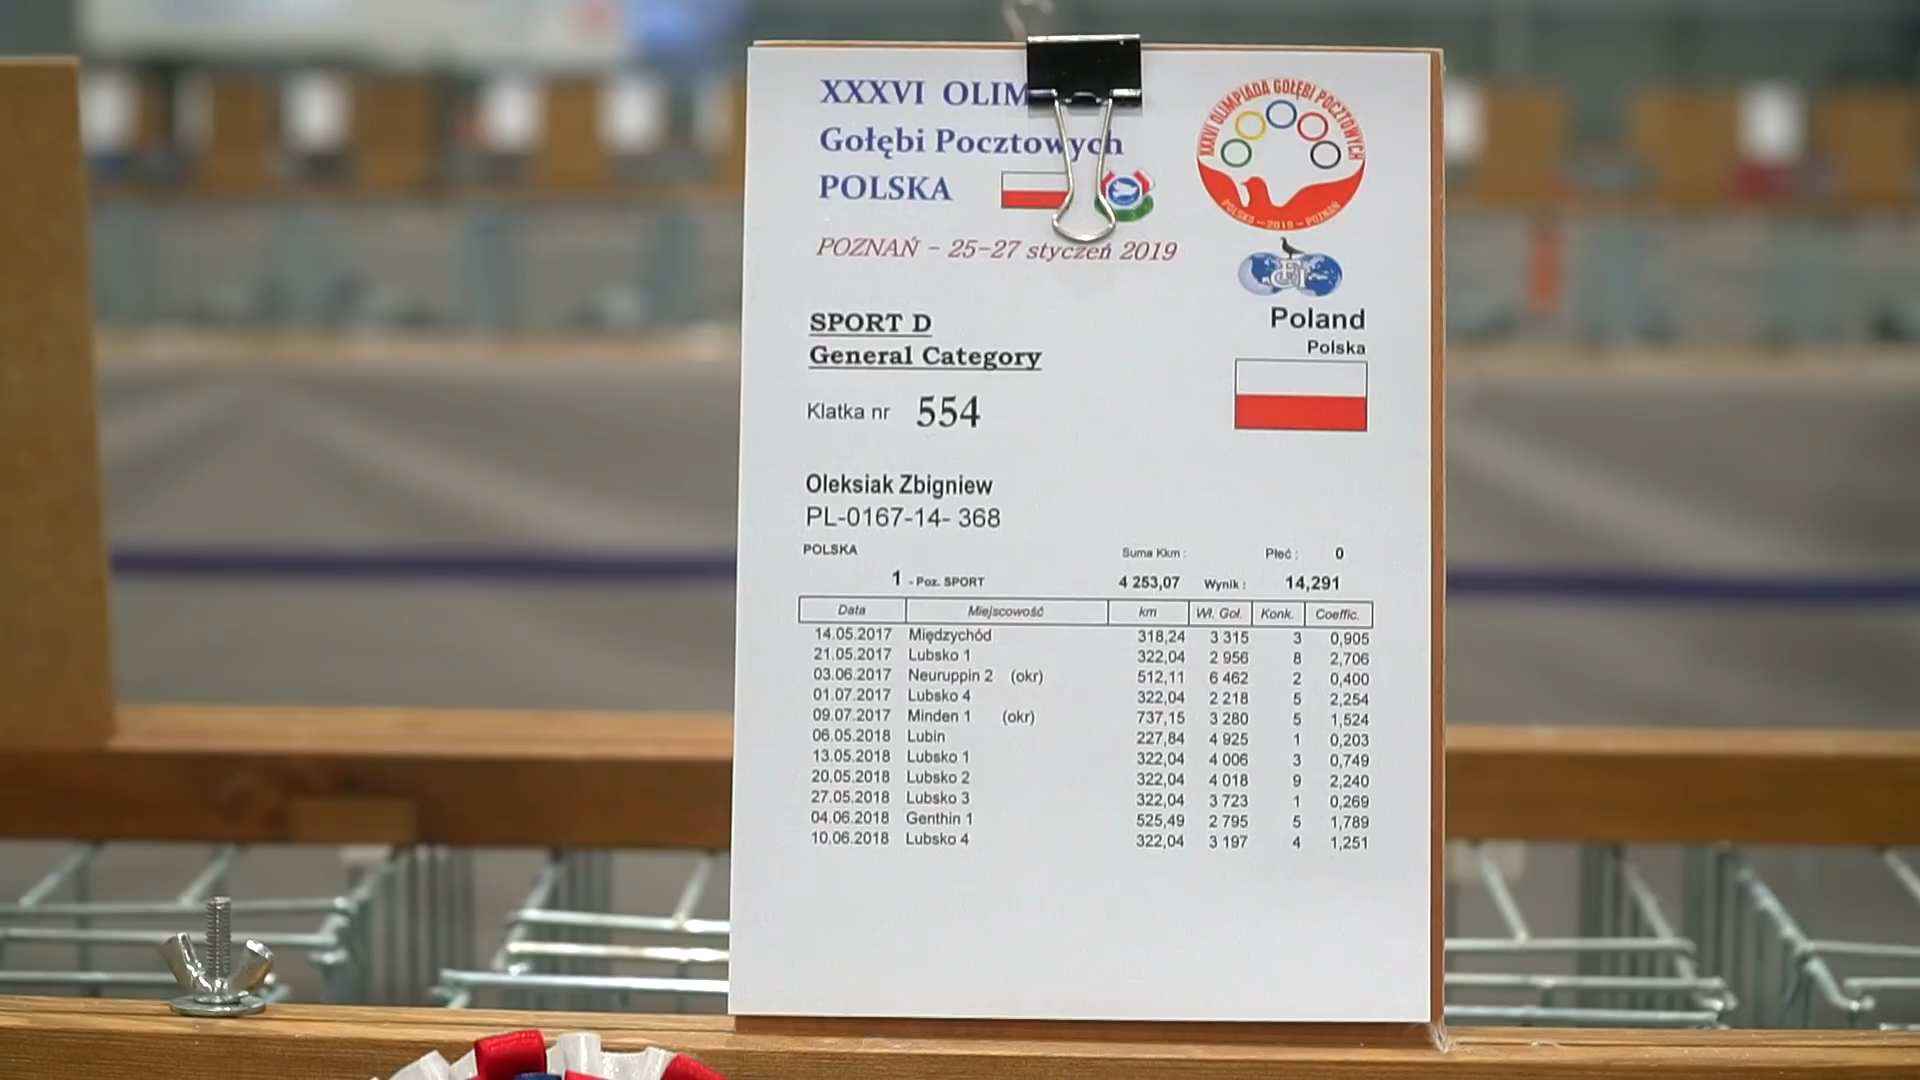 XXXVI OLIM
Gołębi Pocztowych
POLSKA
POZNAŃ - 25-27 styczeń 2019
XXXVI OLIMPIADA GOŁĘBI POCZTOWYCH
POLSKA - 2019 - POZNAŃ
SPORT D
General Category
Poland
Polska
Klatka nr 554
Oleksiak Zbigniew
PL-0167-14- 368
POLSKA Suma Kkm : Płeć : 0
1 - Poz. SPORT 4 253,07 Wynik : 14,291
Data Miejscowość km Wł. Goł. Konk. Coeffic.
14.05.2017 Międzychód 318,24 3 315 3 0,905
21.05.2017 Lubsko 1 322,04 2 956 8 2,706
03.06.2017 Neuruppin 2 (okr) 512,11 6 462 2 0,400
01.07.2017 Lubsko 4 322,04 2 218 5 2,254
09.07.2017 Minden 1 (okr) 737,15 3 280 5 1,524
06.05.2018 Lubin 227,84 4 925 1 0,203
13.05.2018 Lubsko 1 322,04 4 006 3 0,749
20.05.2018 Lubsko 2 322,04 4 018 9 2,240
27.05.2018 Lubsko 3 322,04 3 723 1 0,269
04.06.2018 Genthin 1 525,49 2 795 5 1,789
10.06.2018 Lubsko 4 322,04 3 197 4 1,251